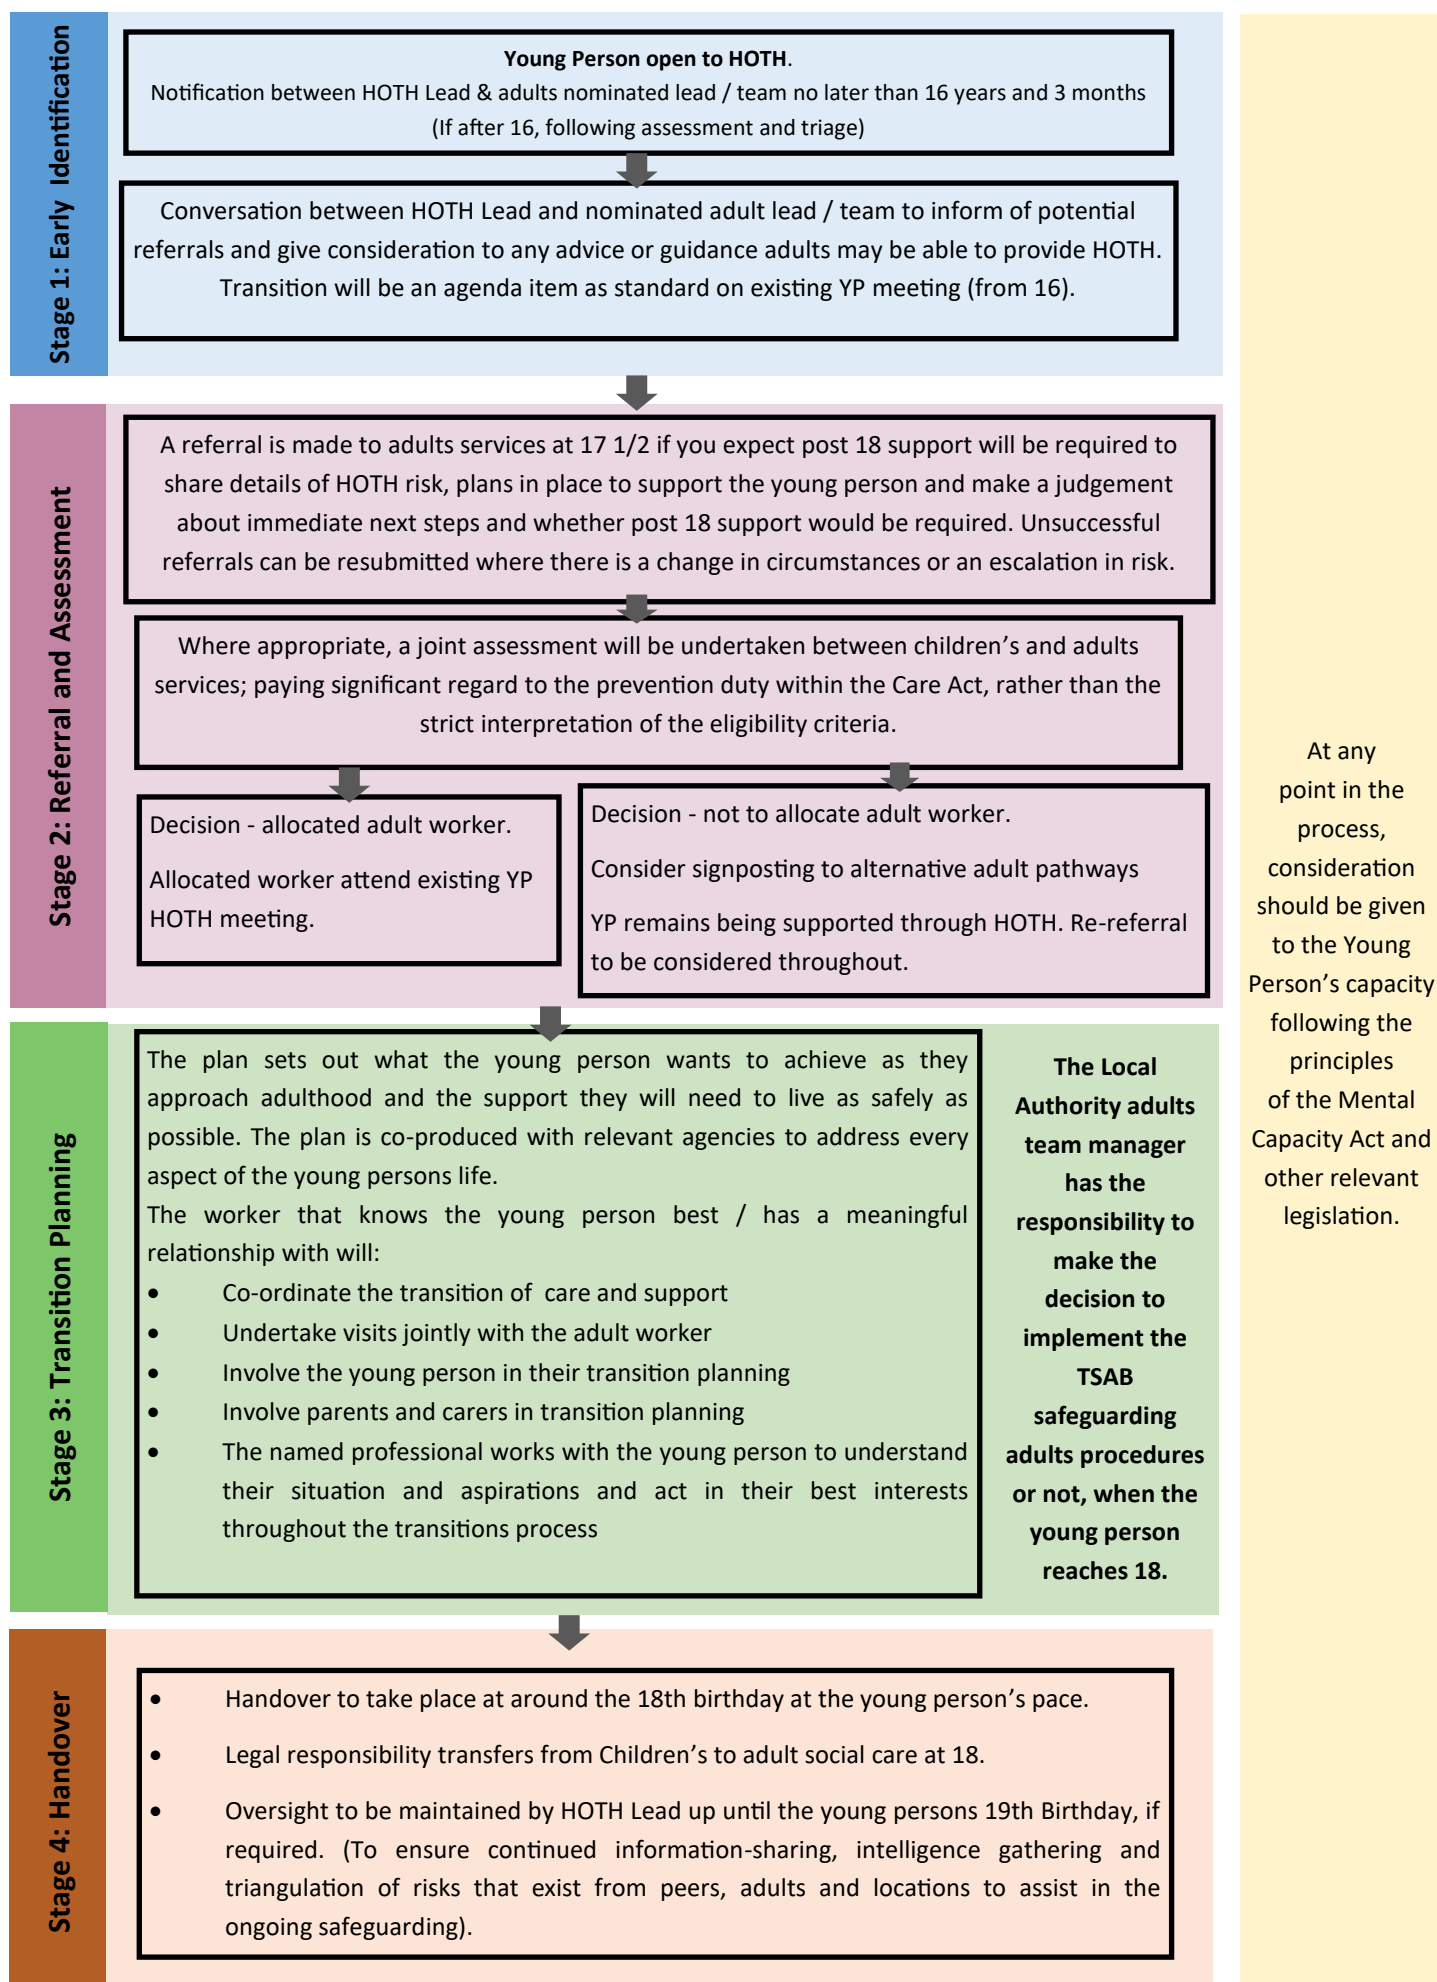 Stage 1: Early Identification
Young Person open to HOTH.
Notification between HOTH Lead & adults nominated lead / team no later than 16 years and 3 months
(If after 16, following assessment and triage)
Conversation between HOTH Lead and nominated adult lead / team to inform of potential
referrals and give consideration to any advice or guidance adults may be able to provide HOTH.
Transition will be an agenda item as standard on existing YP meeting (from 16).
Stage 2: Referral and Assessment
A referral is made to adults services at 17 1/2 if you expect post 18 support will be required to
share details of HOTH risk, plans in place to support the young person and make a judgement
about immediate next steps and whether post 18 support would be required. Unsuccessful
referrals can be resubmitted where there is a change in circumstances or an escalation in risk.
Where appropriate, a joint assessment will be undertaken between children's and adults
services; paying significant regard to the prevention duty within the Care Act, rather than the
strict interpretation of the eligibility criteria.
Decision - allocated adult worker.
Allocated worker attend existing YP
HOTH meeting.
Decision - not to allocate adult worker.
Consider signposting to alternative adult pathways
YP remains being supported through HOTH. Re-referral
to be considered throughout.
Stage 3: Transition Planning
The plan sets out what the young person wants to achieve as they
approach adulthood and the support they will need to live as safely as
possible. The plan is co-produced with relevant agencies to address every
aspect of the young persons life.
The worker that knows the young person best / has a meaningful
relationship with will:
• Co-ordinate the transition of care and support
• Undertake visits jointly with the adult worker
• Involve the young person in their transition planning
• Involve parents and carers in transition planning
• The named professional works with the young person to understand
their situation and aspirations and act in their best interests
throughout the transitions process
The Local
Authority adults
team manager
has the
responsibility to
make the
decision to
implement the
TSAB
safeguarding
adults procedures
or not, when the
young person
reaches 18.
Stage 4: Handover
• Handover to take place at around the 18th birthday at the young person's pace.
• Legal responsibility transfers from Children's to adult social care at 18.
• Oversight to be maintained by HOTH Lead up until the young persons 19th Birthday, if
required. (To ensure continued information-sharing, intelligence gathering and
triangulation of risks that exist from peers, adults and locations to assist in the
ongoing safeguarding).
At any
point in the
process,
consideration
should be given
to the Young
Person's capacity
following the
principles
of the Mental
Capacity Act and
other relevant
legislation.